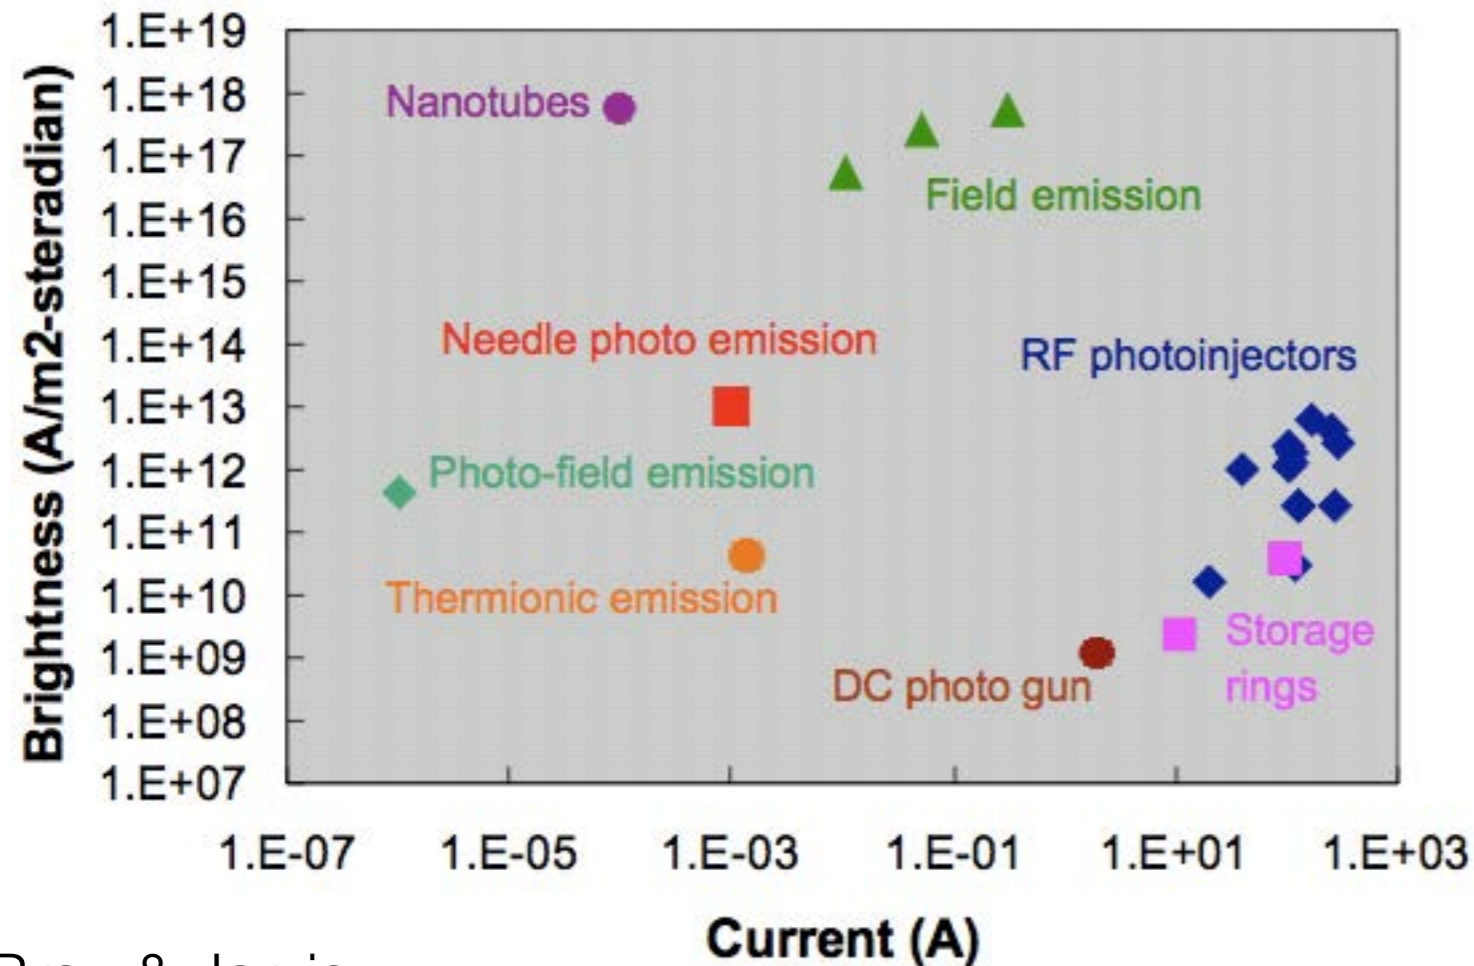 1.E+19
1.E+18
1.E+17
1.E+16
1.E+15
1.E+14
1.E+13
1.E+12
1.E+11
1.E+10
1.E+09
1.E+08
1.E+07
Brightness (A/m2-steradian)
Nanotubes
Field emission
Needle photo emission
RF photoinjectors
Photo-field emission
Thermionic emission
Storage
rings
DC photo gun
1.E-07 1.E-05 1.E-03 1.E-01 1.E+01 1.E+03
Current (A)